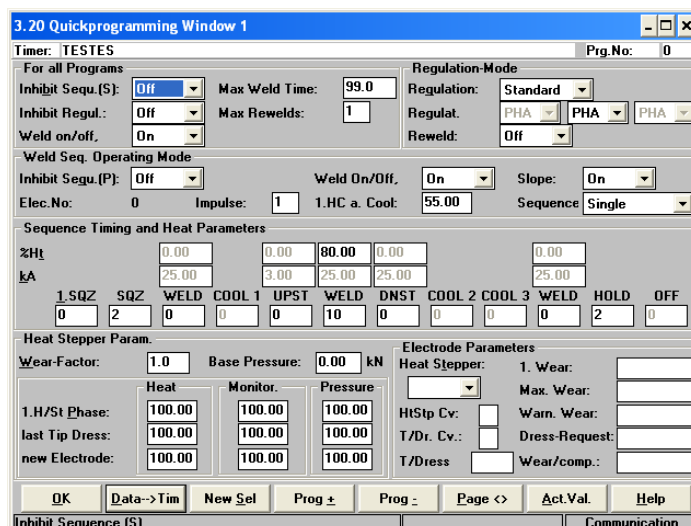 3.20 Quickprogramming Window 1
Timer: TESTES Prg.No: 0
For all Programs Regulation-Mode
Inhibit Sequ.(S): Off Max Weld Time: 99.0 Regulation: Standard
Inhibit Regul.: Off Max Rewelds: 1 Regulat. PHA PHA PHA
Weld on/off, On Reweld: Off
Weld Seq. Operating Mode
Inhibit Sequ.(P): Off Weld On/Off, On Slope: On
Elec.No: 0 Impulse: 1 1.HC a. Cool: 55.00 Sequence Single
Sequence Timing and Heat Parameters
%Ht 0.00 0.00 80.00 0.00 0.00
kA 25.00 3.00 25.00 25.00 25.00
1.SQZ SQZ WELD COOL 1 UPST WELD DNST COOL 2 COOL 3 WELD HOLD OFF
0 2 0 0 0 10 0 0 0 0 2 0
Heat Stepper Param. Electrode Parameters
Wear-Factor: 1.0 Base Pressure: 0.00 kN Heat Stepper: 1. Wear:
Heat Monitor. Pressure Max. Wear:
1.H/St Phase: 100.00 100.00 100.00 HtStp Cv: Warn. Wear:
last Tip Dress: 100.00 100.00 100.00 T/Dr. Cv.: Dress-Request:
new Electrode: 100.00 100.00 100.00 T/Dress Wear/comp.:
OK Data-->Tim New Sel Prog + Prog - Page <> Act.Val. Help
Inhibit Sequence (S) Communication